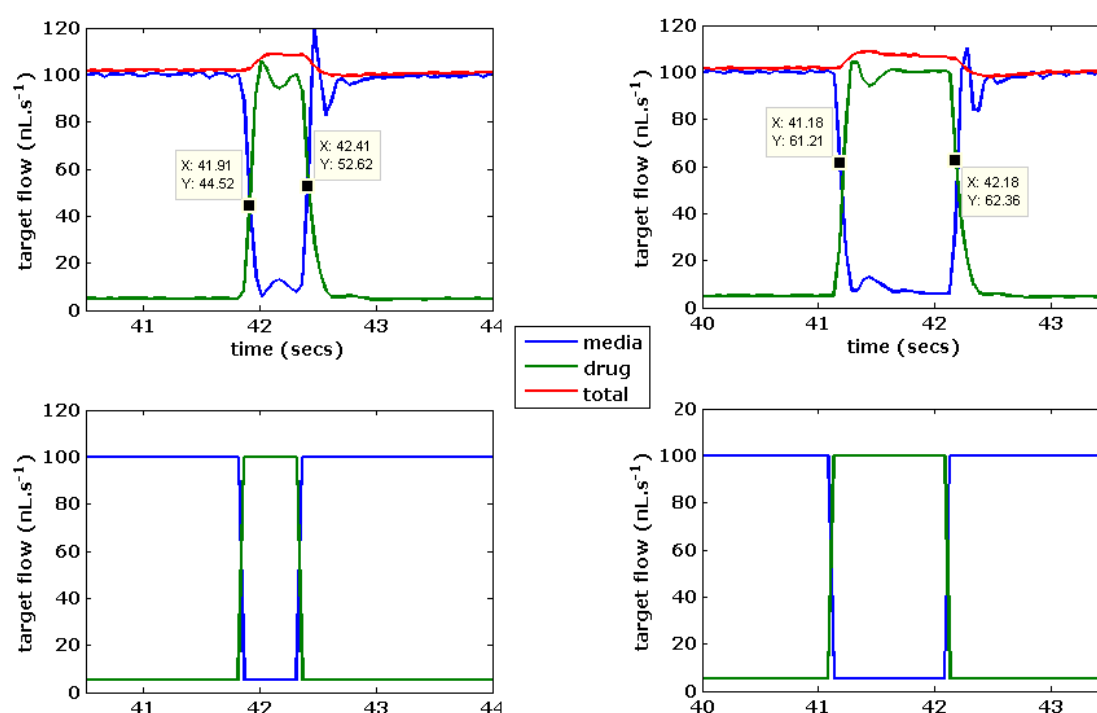 120
100
80
60
40
20
0
target flow (nL.s⁻¹)
X: 41.91
Y: 44.52
X: 42.41
Y: 52.62
41
42
43
44
time (secs)
120
100
80
60
40
20
0
target flow (nL.s⁻¹)
X: 41.18
Y: 61.21
X: 42.18
Y: 62.36
40
41
42
43
time (secs)
media
drug
total
120
100
80
60
40
20
0
target flow (nL.s⁻¹)
41
42
43
44
20
100
80
60
40
20
0
target flow (nL.s⁻¹)
40
41
42
43